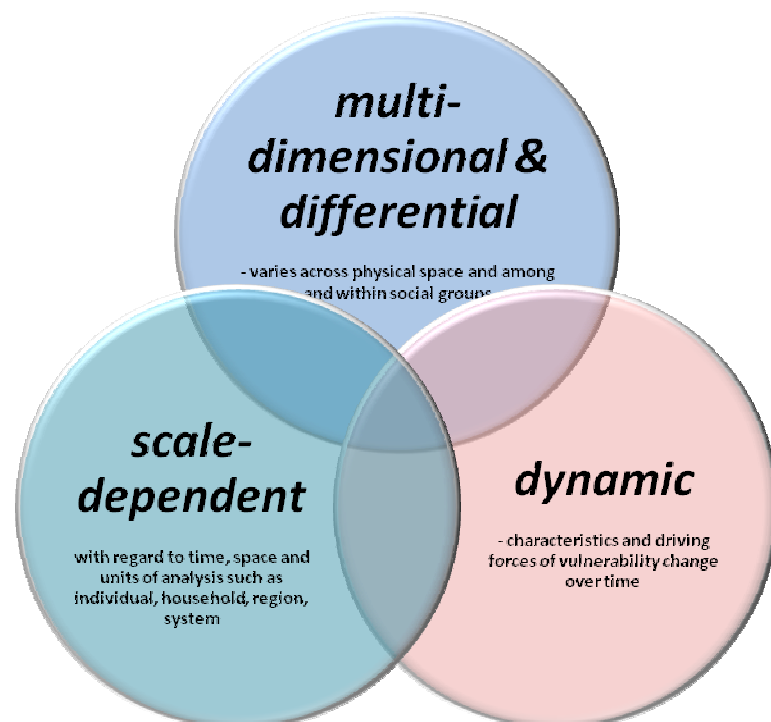 multi-
dimensional &
differential
- varies across physical space and among
and within social groups
scale-
dependent
with regard to time, space and
units of analysis such as
individual, household, region,
system
dynamic
- characteristics and driving
forces of vulnerability change
over time